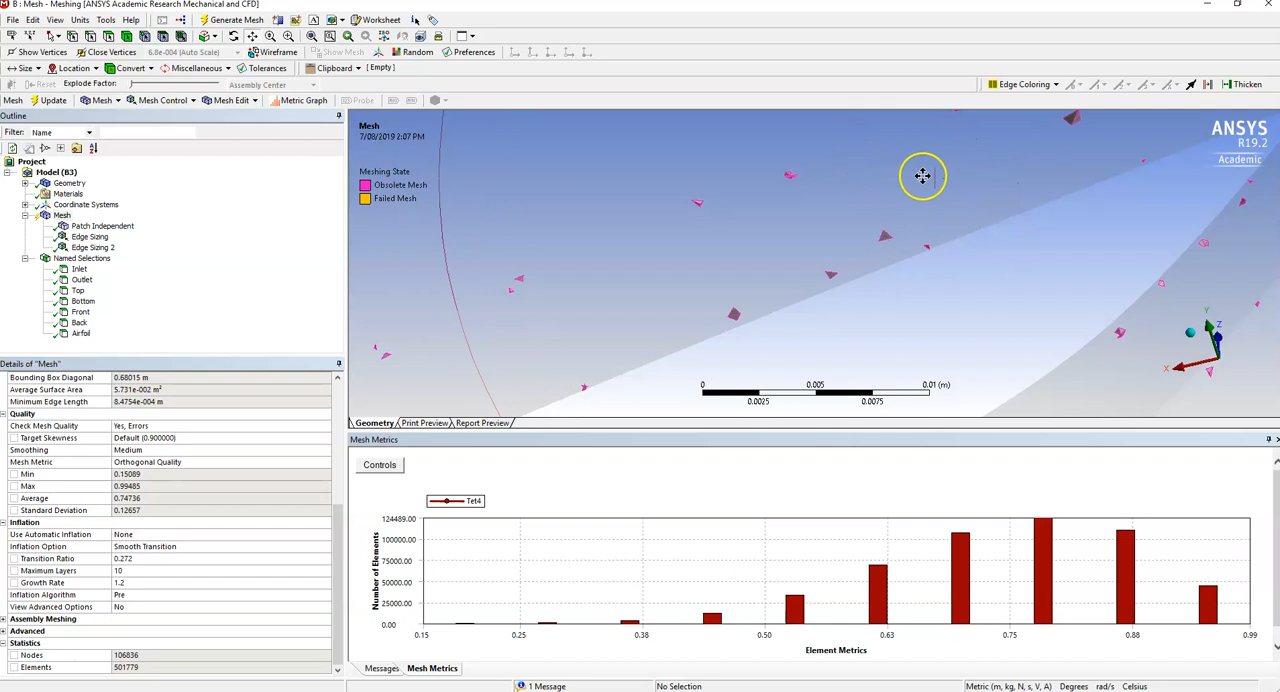 B : Mesh - Meshing [ANSYS Academic Research Mechanical and CFD]
File Edit View Units Tools Help Generate Mesh Worksheet
Show Vertices Close Vertices 6.8e-004 (Auto Scale) Wireframe Show Mesh Random Preferences
Size Location Convert Miscellaneous Tolerances Clipboard [Empty]
Reset Explode Factor: Assembly Center Edge Coloring Thicken
Mesh Update Mesh Mesh Control Mesh Edit Metric Graph Probe
Outline
Filter: Name
Project
Model (B3)
Geometry
Materials
Coordinate Systems
Mesh
Patch Independent
Edge Sizing
Edge Sizing 2
Named Selections
Inlet
Outlet
Top
Bottom
Front
Back
Airfoil
Details of "Mesh"
Bounding Box Diagonal 0.68015 m
Average Surface Area 5.731e-002 m²
Minimum Edge Length 8.4754e-004 m
Quality
Check Mesh Quality Yes, Errors
Target Skewness Default (0.900000)
Smoothing Medium
Mesh Metric Orthogonal Quality
Min 0.15089
Max 0.99485
Average 0.74736
Standard Deviation 0.12657
Inflation
Use Automatic Inflation None
Inflation Option Smooth Transition
Transition Ratio 0.272
Maximum Layers 10
Growth Rate 1.2
Inflation Algorithm Pre
View Advanced Options No
Assembly Meshing
Advanced
Statistics
Nodes 106836
Elements 501779
Mesh
7/08/2019 2:07 PM
Meshing State
Obsolete Mesh
Failed Mesh
ANSYS
R19.2
Academic
Y
Z
X
0 0.005 0.01 (m)
0.0025 0.0075
Geometry Print Preview Report Preview
Mesh Metrics
Controls
Tet4
Number of Elements
124489.00
100000.00
75000.00
50000.00
25000.00
0.00
0.15 0.25 0.38 0.50 0.63 0.75 0.88 0.99
Element Metrics
Messages Mesh Metrics
1 Message No Selection Metric (m, kg, N, s, V, A) Degrees rad/s Celsius